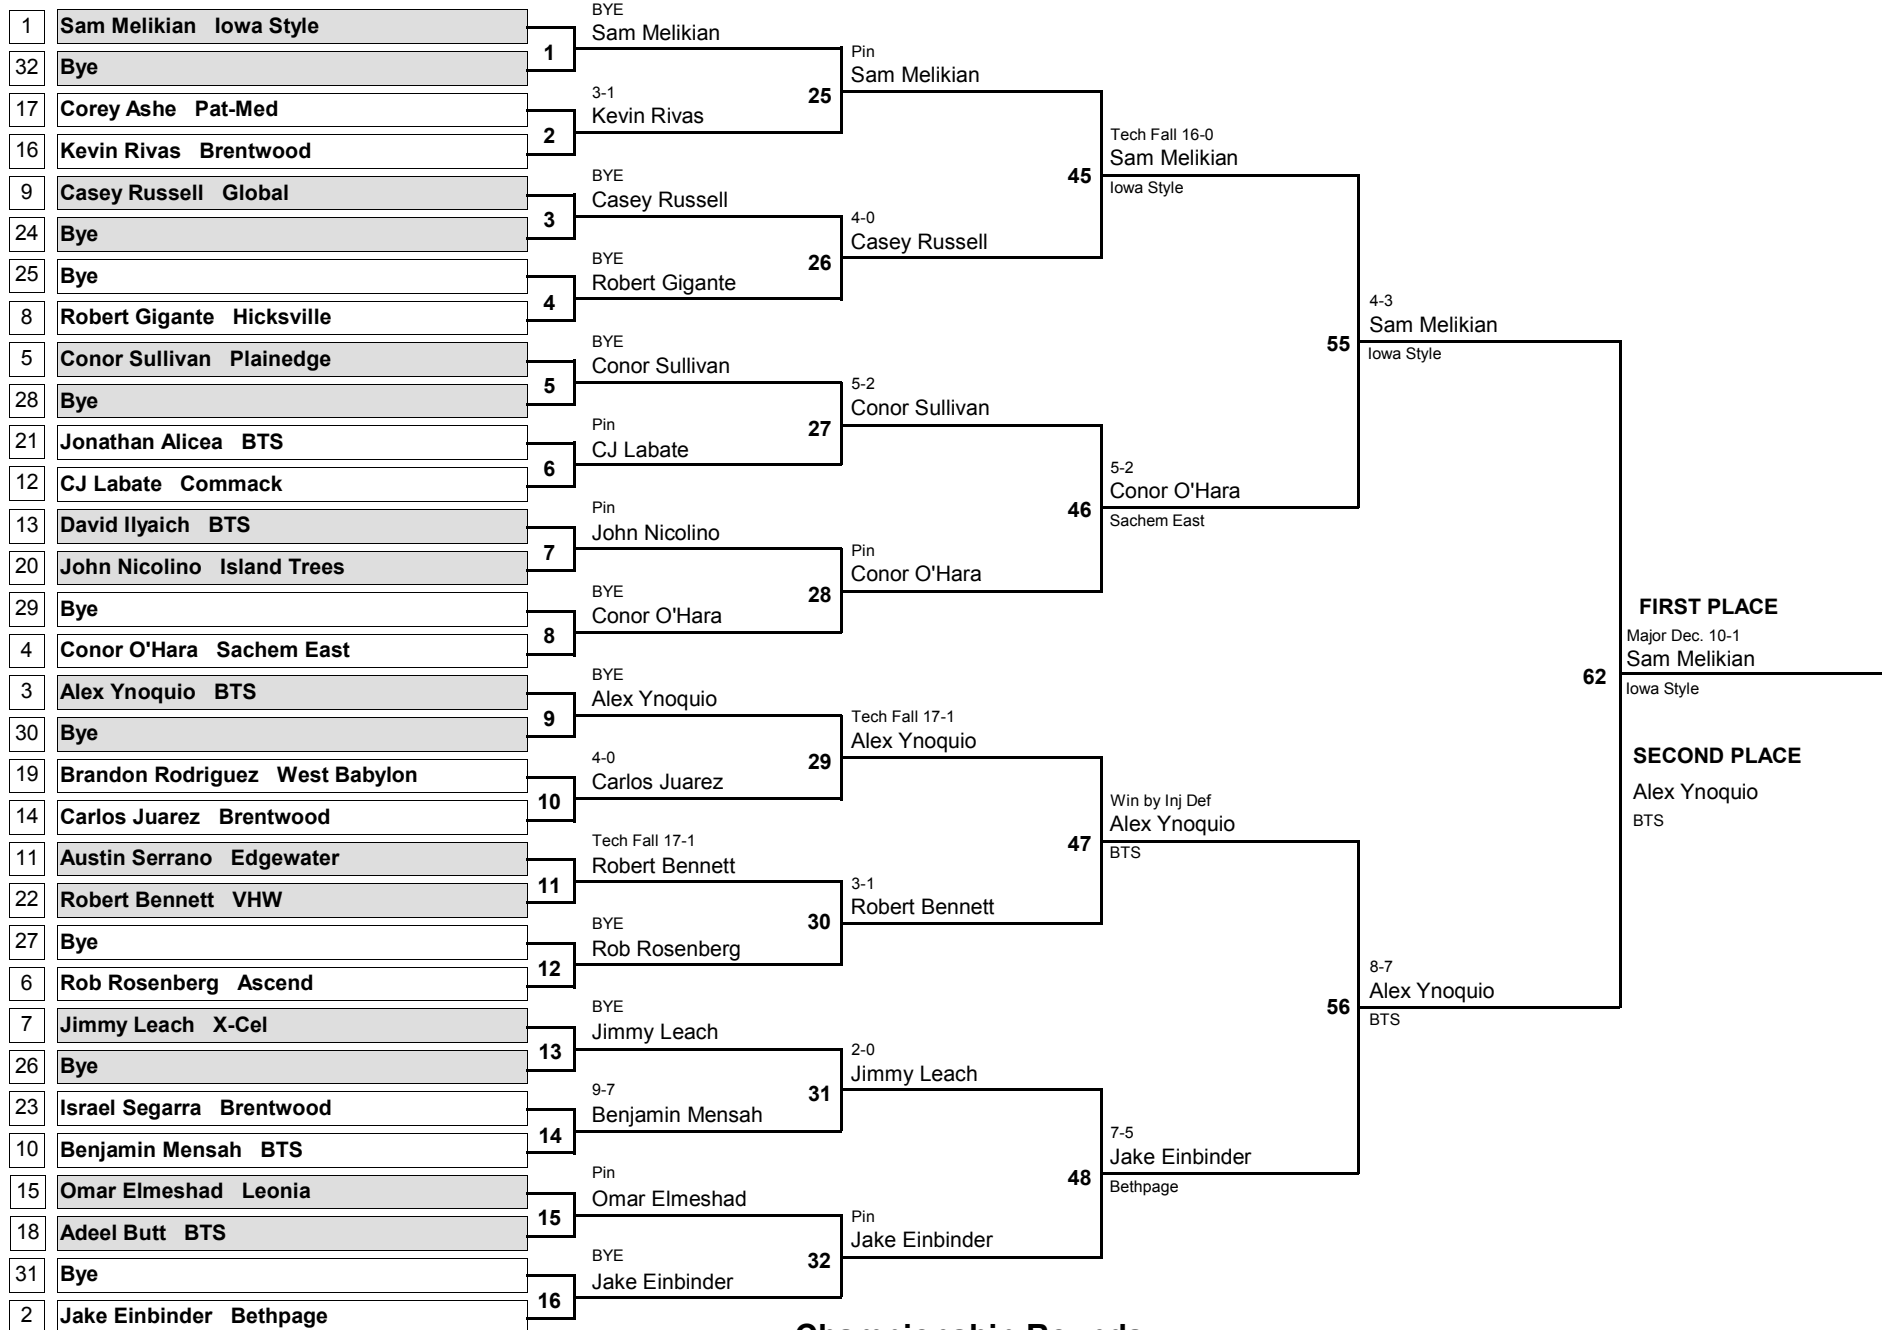 1 Sam Melikian Iowa Style
32 Bye
17 Corey Ashe Pat-Med
16 Kevin Rivas Brentwood
9 Casey Russell Global
24 Bye
25 Bye
8 Robert Gigante Hicksville
5 Conor Sullivan Plainedge
28 Bye
21 Jonathan Alicea BTS
12 CJ Labate Commack
13 David Ilyaich BTS
20 John Nicolino Island Trees
29 Bye
4 Conor O'Hara Sachem East
3 Alex Ynoquio BTS
30 Bye
19 Brandon Rodriguez West Babylon
14 Carlos Juarez Brentwood
11 Austin Serrano Edgewater
22 Robert Bennett VHW
27 Bye
6 Rob Rosenberg Ascend
7 Jimmy Leach X-Cel
26 Bye
23 Israel Segarra Brentwood
10 Benjamin Mensah BTS
15 Omar Elmeshad Leonia
18 Adeel Butt BTS
31 Bye
2 Jake Einbinder Bethpage
1
2
3
4
5
6
7
8
9
10
11
12
13
14
15
16
BYE
Sam Melikian
3-1
Kevin Rivas
BYE
Casey Russell
BYE
Robert Gigante
BYE
Conor Sullivan
Pin
CJ Labate
Pin
John Nicolino
BYE
Conor O'Hara
BYE
Alex Ynoquio
4-0
Carlos Juarez
Tech Fall 17-1
Robert Bennett
BYE
Rob Rosenberg
BYE
Jimmy Leach
9-7
Benjamin Mensah
Pin
Omar Elmeshad
BYE
Jake Einbinder
25
26
27
28
29
30
31
32
Pin
Sam Melikian
4-0
Casey Russell
5-2
Conor Sullivan
Pin
Conor O'Hara
Tech Fall 17-1
Alex Ynoquio
3-1
Robert Bennett
2-0
Jimmy Leach
Pin
Jake Einbinder
45
46
47
48
Tech Fall 16-0
Sam Melikian
Iowa Style
5-2
Conor O'Hara
Sachem East
Win by Inj Def
Alex Ynoquio
BTS
7-5
Jake Einbinder
Bethpage
55
56
4-3
Sam Melikian
Iowa Style
8-7
Alex Ynoquio
BTS
62
FIRST PLACE
Major Dec. 10-1
Sam Melikian
Iowa Style
SECOND PLACE
Alex Ynoquio
BTS
Championship Rounds